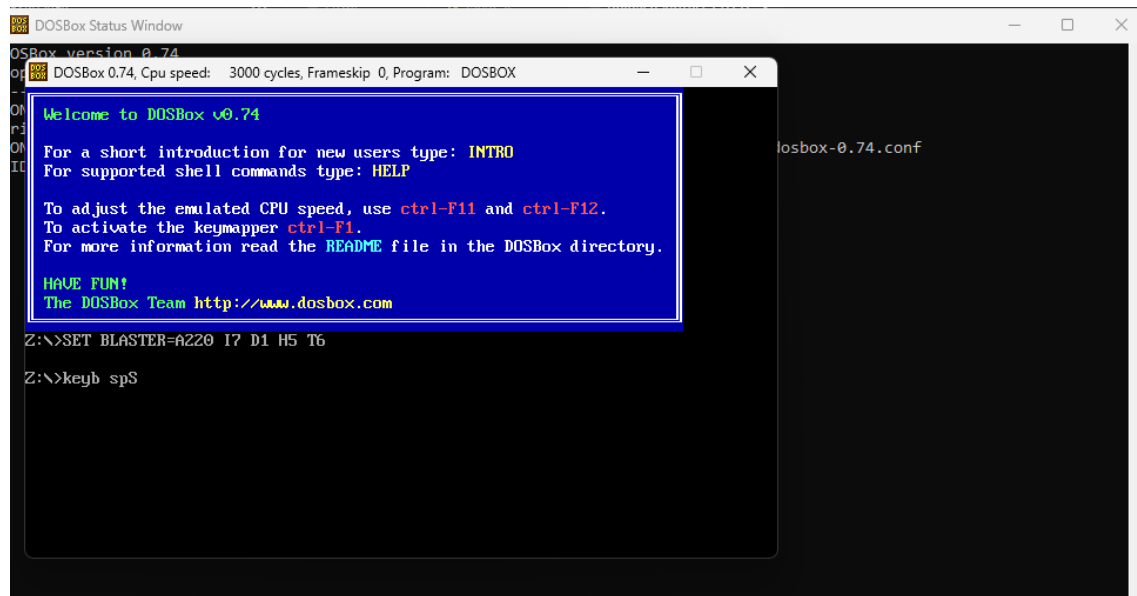 DOSBox Status Window
DOSBox 0.74, Cpu speed: 3000 cycles, Frameskip 0, Program: DOSBOX
Welcome to DOSBox v0.74
For a short introduction for new users type: INTRO
For supported shell commands type: HELP
To adjust the emulated CPU speed, use ctrl-F11 and ctrl-F12.
To activate the keymapper ctrl-F1.
For more information read the README file in the DOSBox directory.
HAVE FUN!
The DOSBox Team http://www.dosbox.com
Z:\>SET BLASTER=A220 I7 D1 H5 T6
Z:\>keyb spS
dosbox-0.74.conf